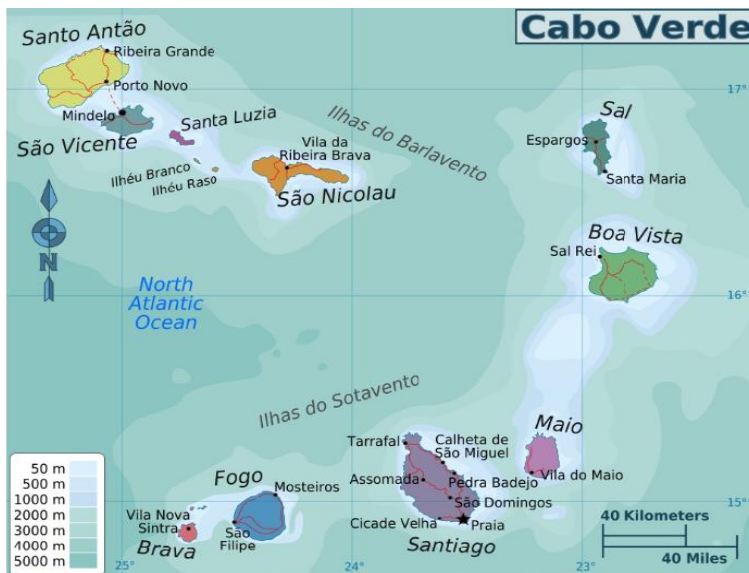 Cabo Verde
Santo Antão
Ribeira Grande
Porto Novo
Mindelo
São Vicente
Santa Luzia
Ilhéu Branco
Ilhéu Raso
Vila da
Ribeira Brava
São Nicolau
Ilhas do Barlavento
Sal
Espargos
Santa Maria
17°
Boa Vista
Sal Rei
16°
N
North
Atlantic
Ocean
Ilhas do Sotavento
Maio
Vila do Maio
Tarrafal
Calheta de
São Miguel
Assomada
Pedra Badejo
São Domingos
Cicade Velha
Praia
Santiago
15°
Fogo
Mosteiros
São
Filipe
Vila Nova
Sintra
Brava
50 m
500 m
1000 m
2000 m
3000 m
4000 m
5000 m
25°
24°
23°
40 Kilometers
40 Miles